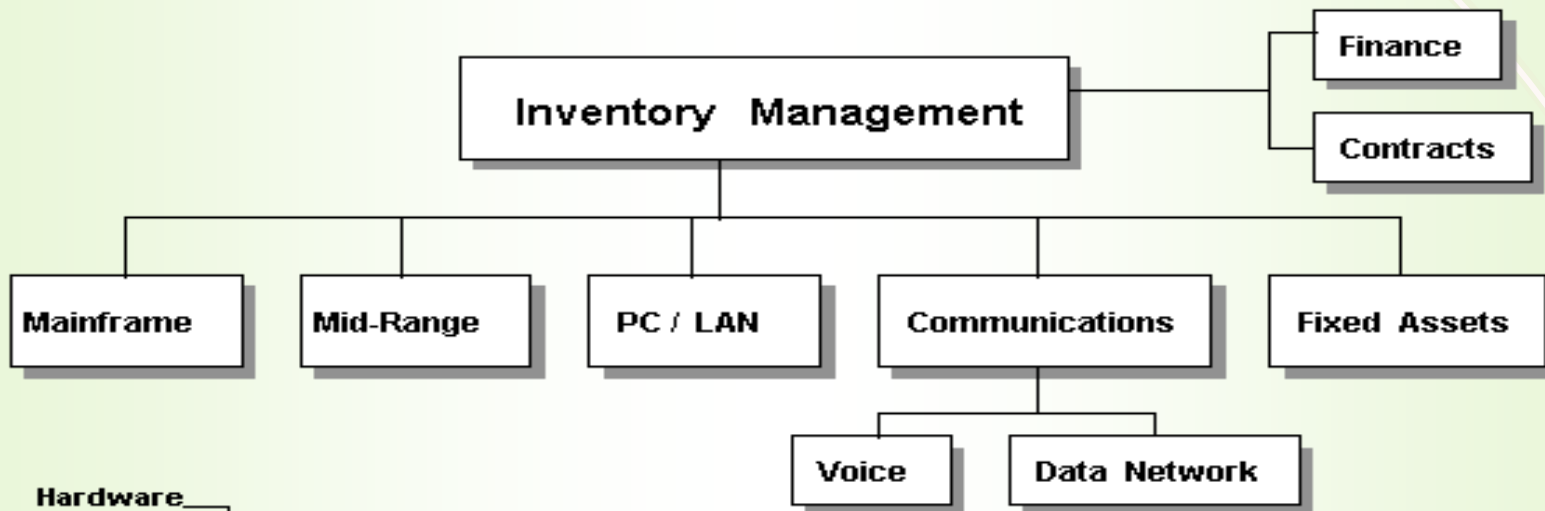 Finance
Inventory Management
Contracts
Mainframe
Mid-Range
PC / LAN
Communications
Fixed Assets
Voice
Data Network
Hardware